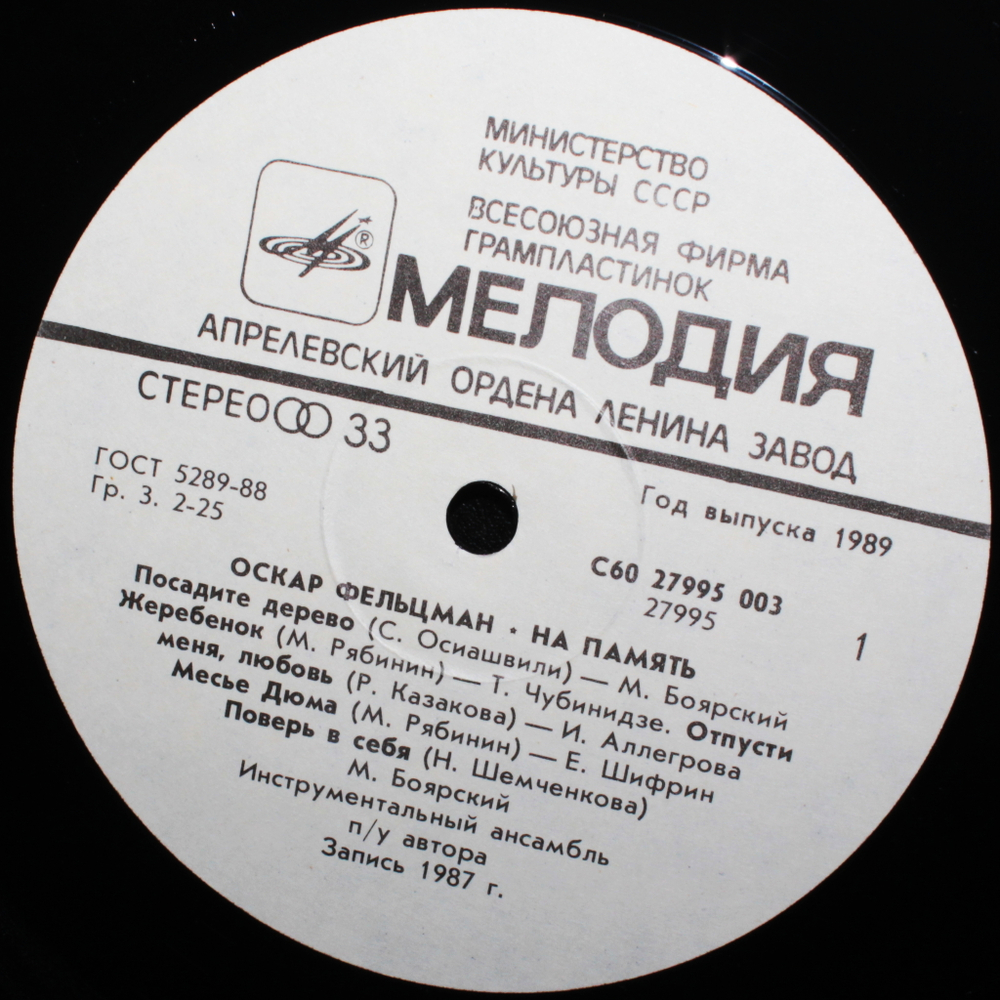 МИНИСТЕРСТВО
КУЛЬТУРЫ СССР
ВСЕСОЮЗНАЯ ФИРМА
ГРАМПЛАСТИНОК
®
МЕЛОДИЯ
АПРЕЛЕВСКИЙ ОРДЕНА ЛЕНИНА ЗАВОД
СТЕРЕО 33
ГОСТ 5289-88
Гр. 3. 2-25
Год выпуска 1989
С60 27995 003
27995
1
ОСКАР ФЕЛЬЦМАН · НА ПАМЯТЬ
Посадите дерево (С. Осиашвили) — М. Боярский
Жеребенок (М. Рябинин) — Т. Чубинидзе. Отпусти
меня, любовь (Р. Казакова) — И. Аллегрова
Месье Дюма (М. Рябинин) — Е. Шифрин
Поверь в себя (Н. Шемченкова)
М. Боярский
Инструментальный ансамбль
п/у автора
Запись 1987 г.